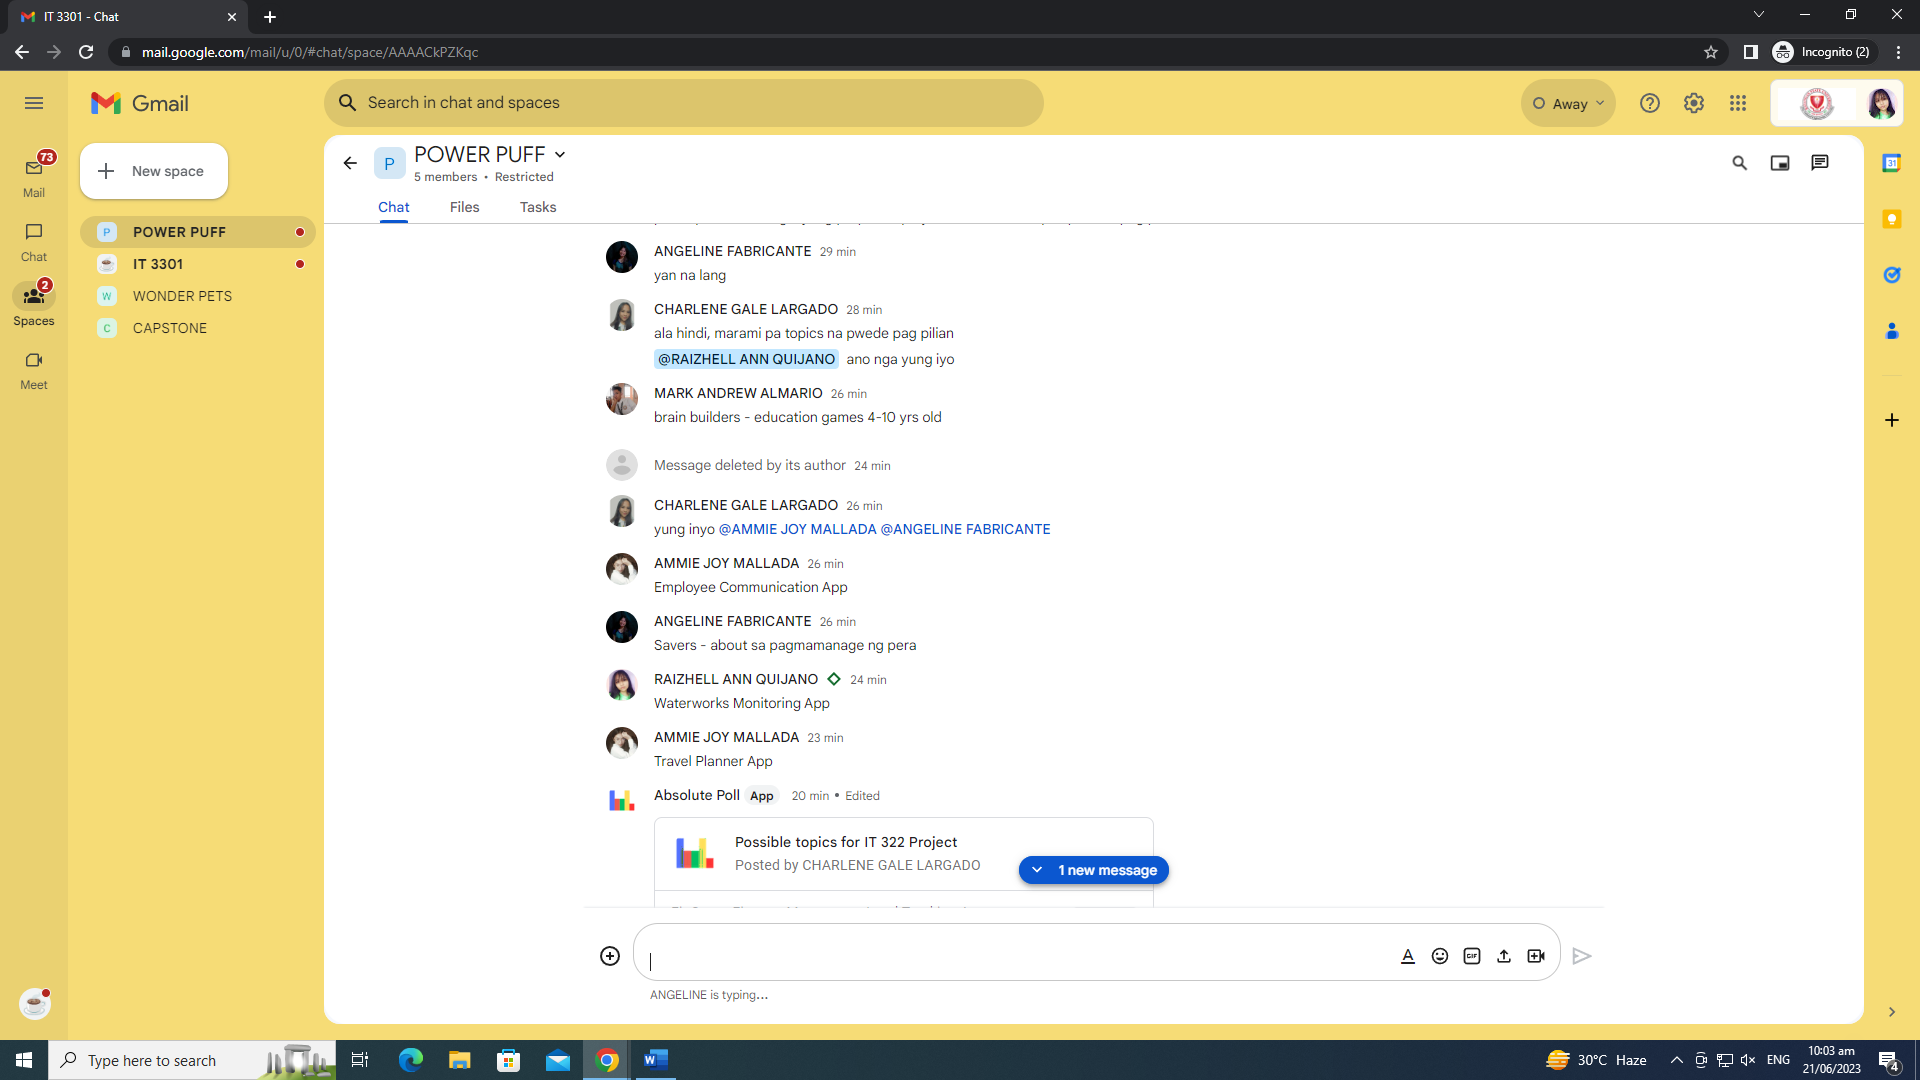 IT 3301 - Chat
mail.google.com/mail/u/0/#chat/space/AAAACkPZKqc
Incognito (2)
Gmail
Search in chat and spaces
Away
73
Mail
Chat
2
Spaces
Meet
New space
P POWER PUFF
IT 3301
W WONDER PETS
C CAPSTONE
P
POWER PUFF
5 members • Restricted
Chat Files Tasks
ANGELINE FABRICANTE 29 min
yan na lang
CHARLENE GALE LARGADO 28 min
ala hindi, marami pa topics na pwede pag pilian
@RAIZHELL ANN QUIJANO ano nga yung iyo
MARK ANDREW ALMARIO 26 min
brain builders - education games 4-10 yrs old
Message deleted by its author 24 min
CHARLENE GALE LARGADO 26 min
yung inyo @AMMIE JOY MALLADA @ANGELINE FABRICANTE
AMMIE JOY MALLADA 26 min
Employee Communication App
ANGELINE FABRICANTE 26 min
Savers - about sa pagmamanage ng pera
RAIZHELL ANN QUIJANO 24 min
Waterworks Monitoring App
AMMIE JOY MALLADA 23 min
Travel Planner App
Absolute Poll App 20 min • Edited
Possible topics for IT 322 Project
Posted by CHARLENE GALE LARGADO
1 new message
A
GIF
ANGELINE is typing...
31
Type here to search
W
30°C Haze
ENG
10:03 am
21/06/2023
4